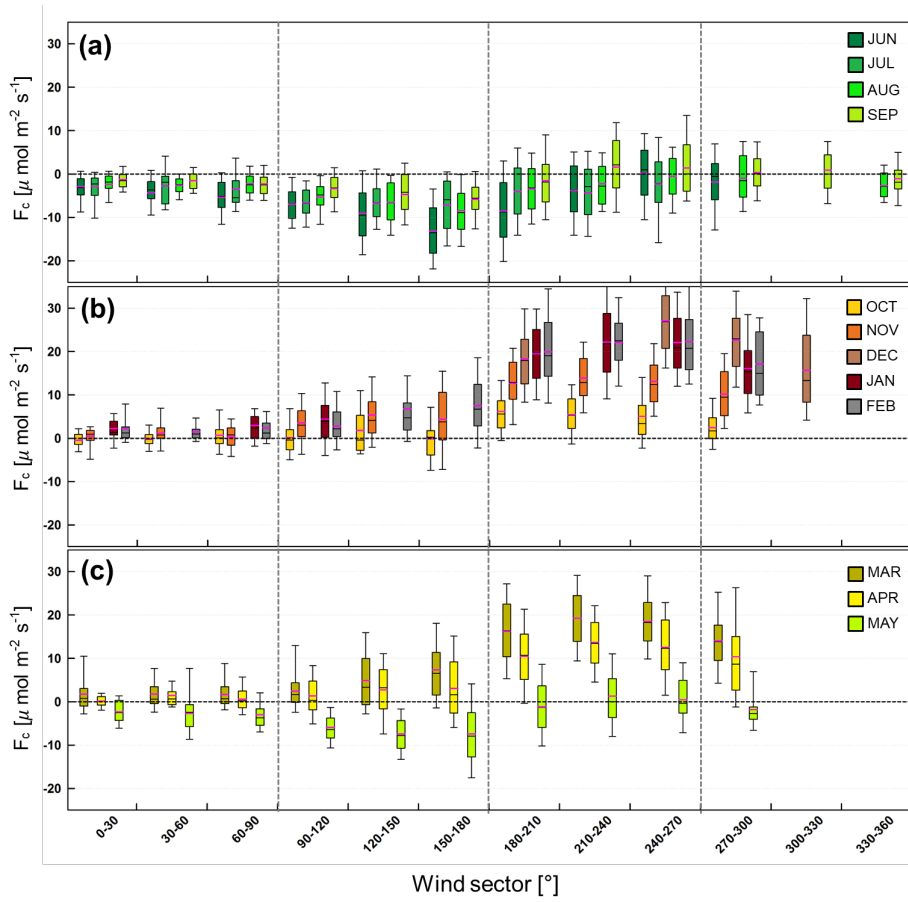 (a)
JUN
JUL
AUG
SEP
30
20
10
0
-10
-20
F_c [μ mol m⁻² s⁻¹]
(b)
OCT
NOV
DEC
JAN
FEB
30
20
10
0
-10
-20
F_c [μ mol m⁻² s⁻¹]
(c)
MAR
APR
MAY
30
20
10
0
-10
-20
F_c [μ mol m⁻² s⁻¹]
0-30 30-60 60-90 90-120 120-150 150-180 180-210 210-240 240-270 270-300 300-330 330-360
Wind sector [°]